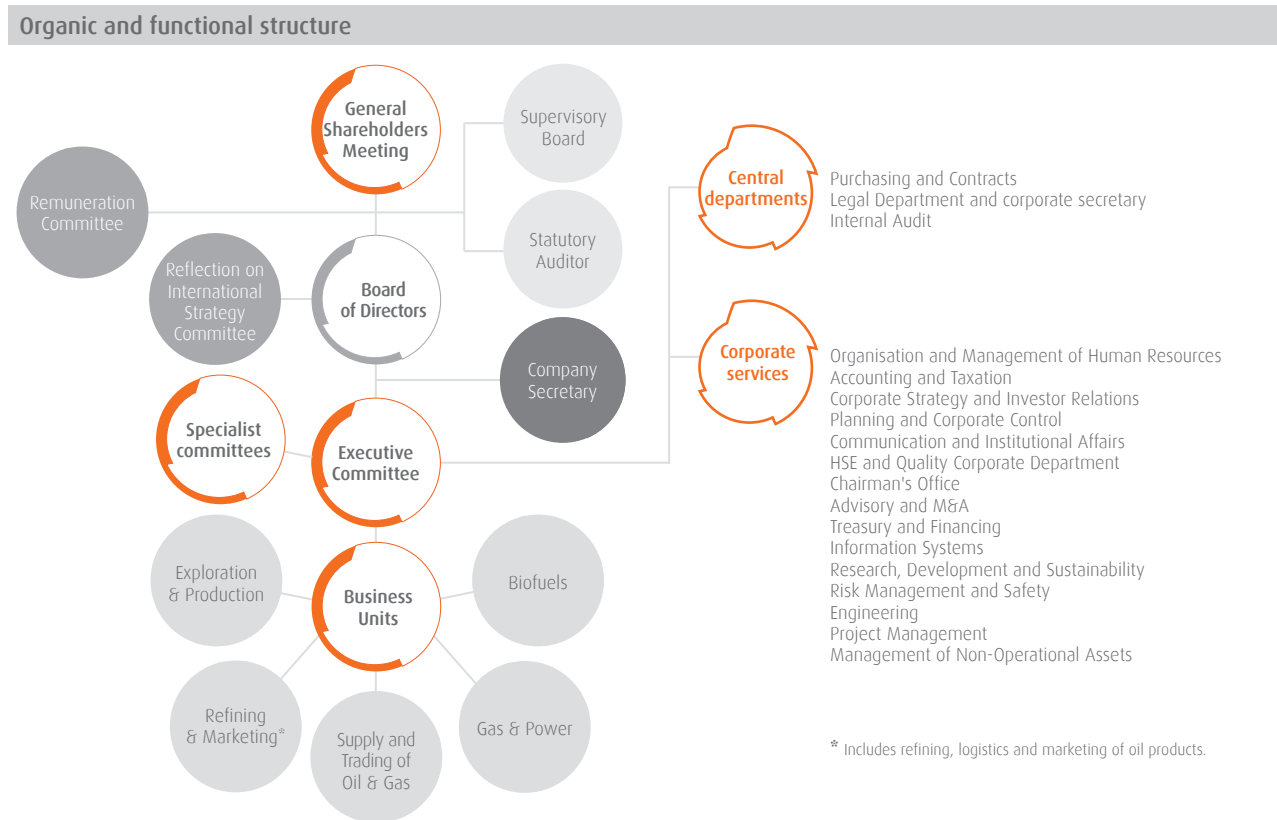 Organic and functional structure
General
Shareholders
Meeting
Supervisory
Board
Remuneration
Committee
Statutory
Auditor
Reflection on
International
Strategy
Committee
Board
of Directors
Company
Secretary
Specialist
committees
Executive
Committee
Exploration
& Production
Business
Units
Biofuels
Refining
& Marketing*
Supply and
Trading of
Oil & Gas
Gas & Power
Central
departments
Purchasing and Contracts
Legal Department and corporate secretary
Internal Audit
Corporate
services
Organisation and Management of Human Resources
Accounting and Taxation
Corporate Strategy and Investor Relations
Planning and Corporate Control
Communication and Institutional Affairs
HSE and Quality Corporate Department
Chairman's Office
Advisory and M&A
Treasury and Financing
Information Systems
Research, Development and Sustainability
Risk Management and Safety
Engineering
Project Management
Management of Non-Operational Assets
* Includes refining, logistics and marketing of oil products.